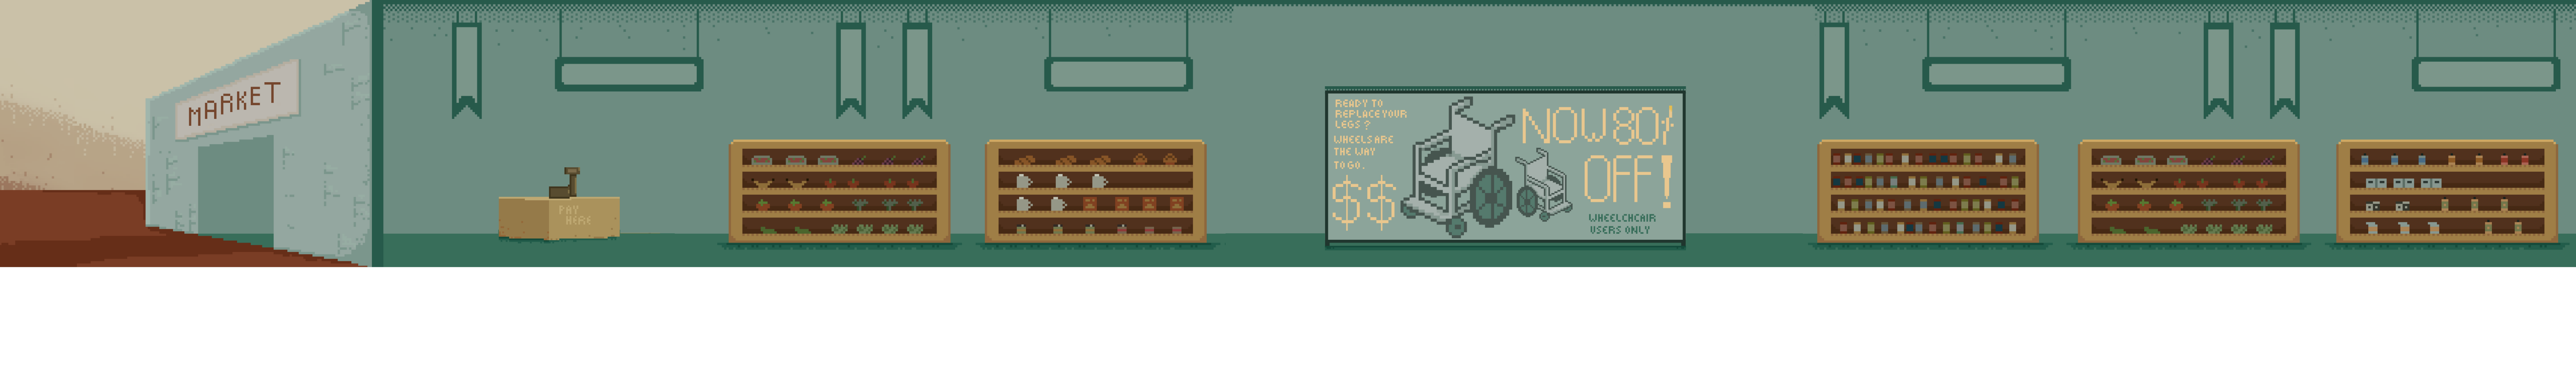 MARKET
PAY
HERE
READY TO
REPLACE YOUR
LEGS ?
WHEELS ARE
THE WAY
TO GO.
$$
NOW 80%
OFF!
WHEELCHCAIR
USERS ONLY